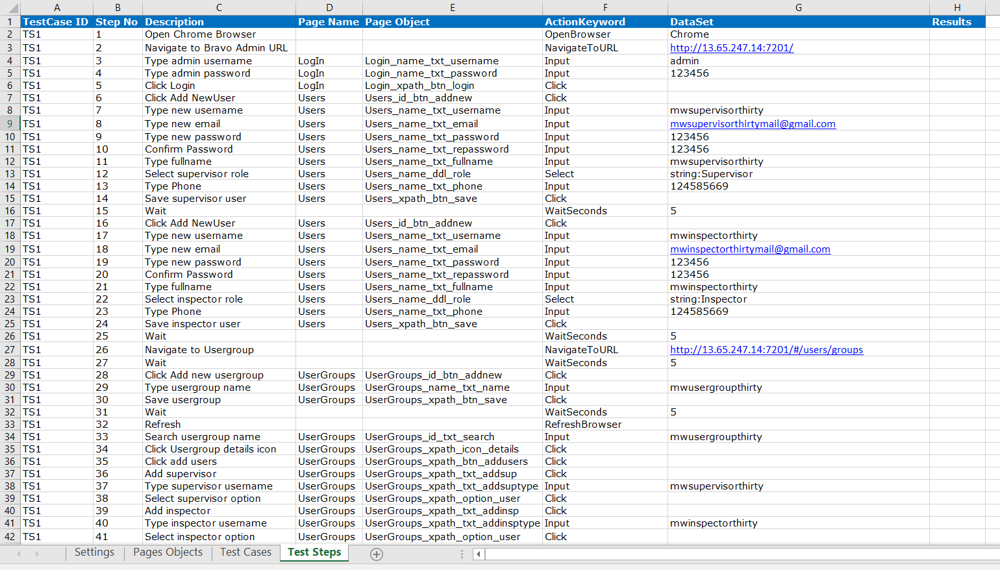 A B C D E F G H
1 TestCase ID Step No Description Page Name Page Object ActionKeyword DataSet Results
2 TS1 1 Open Chrome Browser OpenBrowser Chrome
3 TS1 2 Navigate to Bravo Admin URL NavigateToURL http://13.65.247.14:7201/
4 TS1 3 Type admin username LogIn Login_name_txt_username Input admin
5 TS1 4 Type admin password LogIn Login_name_txt_password Input 123456
6 TS1 5 Click Login LogIn Login_xpath_btn_login Click
7 TS1 6 Click Add NewUser Users Users_id_btn_addnew Click
8 TS1 7 Type new username Users Users_name_txt_username Input mwsupervisorthirty
9 TS1 8 Type new email Users Users_name_txt_email Input mwsupervisorthirtymail@gmail.com
10 TS1 9 Type new password Users Users_name_txt_password Input 123456
11 TS1 10 Confirm Password Users Users_name_txt_repassword Input 123456
12 TS1 11 Type fullname Users Users_name_txt_fullname Input mwsupervisorthirty
13 TS1 12 Select supervisor role Users Users_name_ddl_role Select string:Supervisor
14 TS1 13 Type Phone Users Users_name_txt_phone Input 124585669
15 TS1 14 Save supervisor user Users Users_xpath_btn_save Click
16 TS1 15 Wait WaitSeconds 5
17 TS1 16 Click Add NewUser Users Users_id_btn_addnew Click
18 TS1 17 Type new username Users Users_name_txt_username Input mwinspectorthirty
19 TS1 18 Type new email Users Users_name_txt_email Input mwinspectorthirtymail@gmail.com
20 TS1 19 Type new password Users Users_name_txt_password Input 123456
21 TS1 20 Confirm Password Users Users_name_txt_repassword Input 123456
22 TS1 21 Type fullname Users Users_name_txt_fullname Input mwinspectorthirty
23 TS1 22 Select inspector role Users Users_name_ddl_role Select string:Inspector
24 TS1 23 Type Phone Users Users_name_txt_phone Input 124585669
25 TS1 24 Save inspector user Users Users_xpath_btn_save Click
26 TS1 25 Wait WaitSeconds 5
27 TS1 26 Navigate to Usergroup NavigateToURL http://13.65.247.14:7201/#/users/groups
28 TS1 27 Wait WaitSeconds 5
29 TS1 28 Click Add new usergroup UserGroups UserGroups_id_btn_addnew Click
30 TS1 29 Type usergroup name UserGroups UserGroups_name_txt_name Input mwusergroupthirty
31 TS1 30 Save usergroup UserGroups UserGroups_xpath_btn_save Click
32 TS1 31 Wait WaitSeconds 5
33 TS1 32 Refresh RefreshBrowser
34 TS1 33 Search usergroup name UserGroups UserGroups_id_txt_search Input mwusergroupthirty
35 TS1 34 Click Usergroup details icon UserGroups UserGroups_xpath_icon_details Click
36 TS1 35 Click add users UserGroups UserGroups_xpath_btn_addusers Click
37 TS1 36 Add supervisor UserGroups UserGroups_xpath_txt_addsup Click
38 TS1 37 Type supervisor username UserGroups UserGroups_xpath_txt_addsuptype Input mwsupervisorthirty
39 TS1 38 Select supervisor option UserGroups UserGroups_xpath_option_user Click
40 TS1 39 Add inspector UserGroups UserGroups_xpath_txt_addinsp Click
41 TS1 40 Type inspector username UserGroups UserGroups_xpath_txt_addinsptype Input mwinspectorthirty
42 TS1 41 Select inspector option UserGroups UserGroups_xpath_option_user Click
Settings Pages Objects Test Cases Test Steps